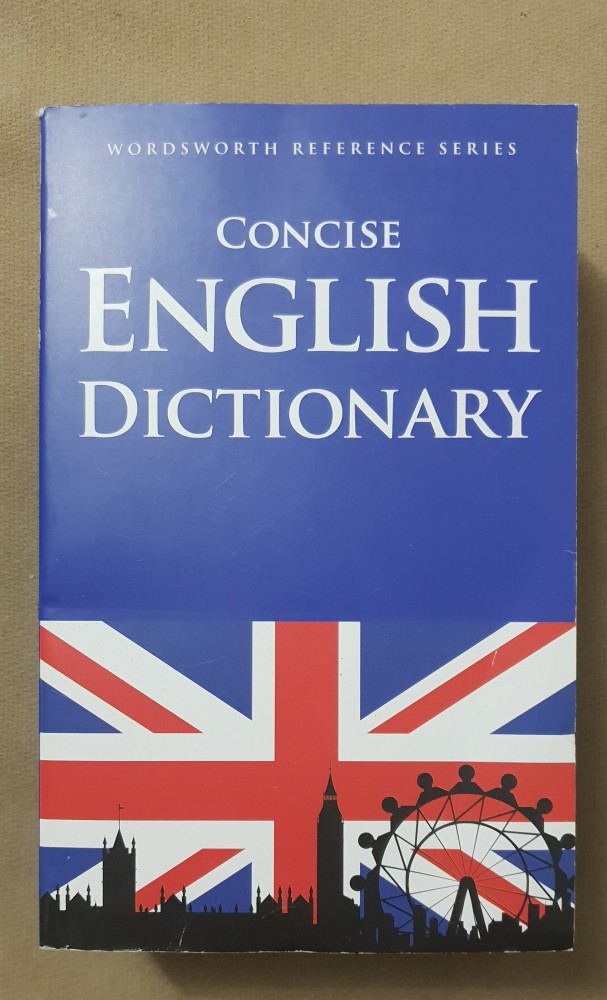 WORDSWORTH REFERENCE SERIES
CONCISE
ENGLISH
DICTIONARY